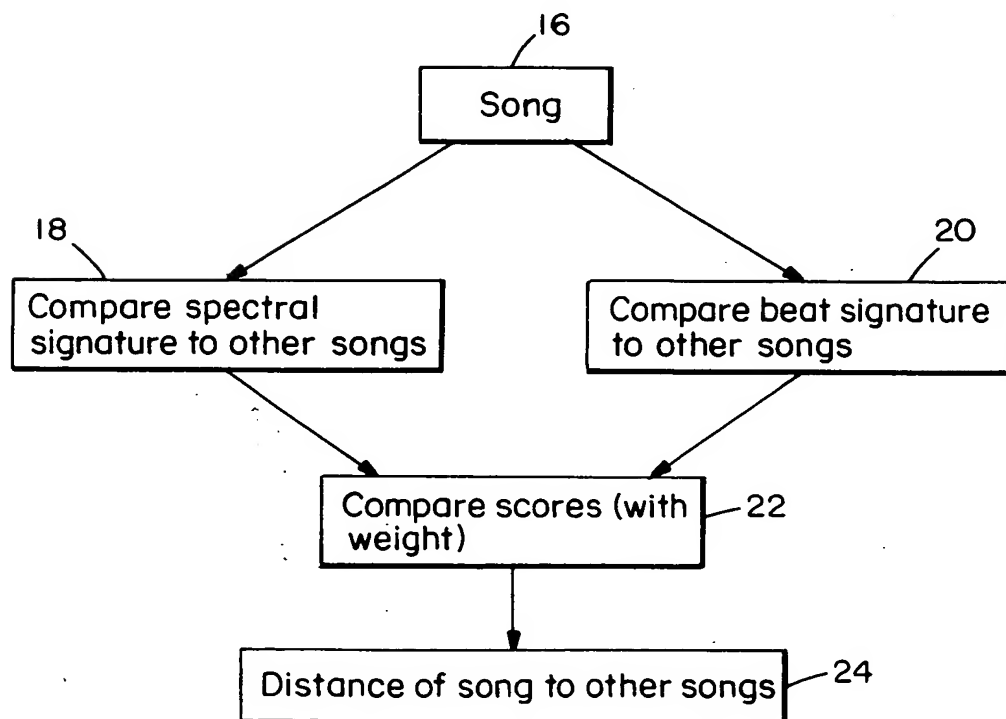 16
Song
18
20
Compare spectral
signature to other songs
Compare beat signature
to other songs
Compare scores (with
weight)
22
Distance of song to other songs
24